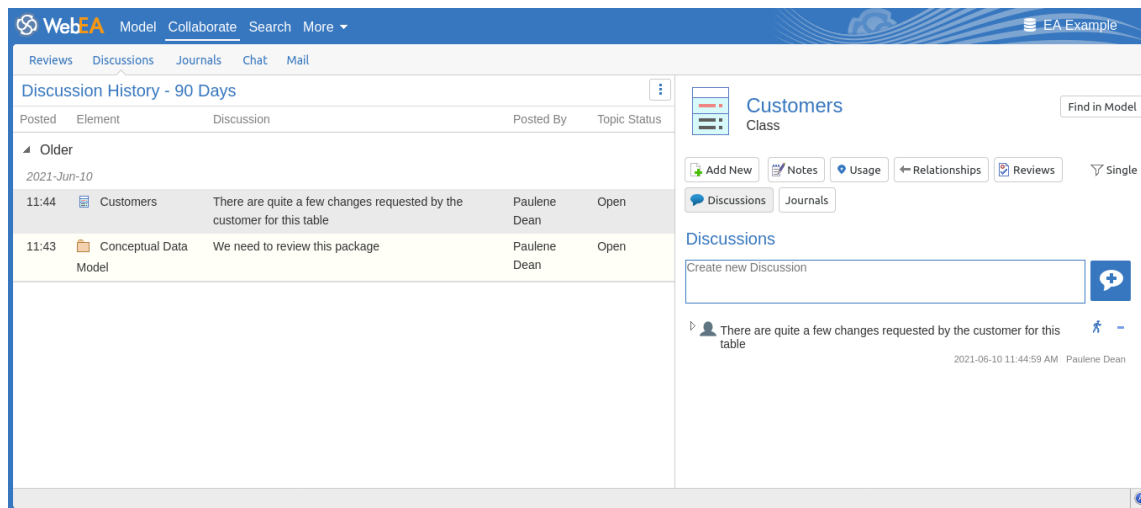 WebEA Model Collaborate Search More EA Example
Reviews Discussions Journals Chat Mail
Discussion History - 90 Days
Posted Element Discussion Posted By Topic Status
Older
2021-Jun-10
11:44 Customers There are quite a few changes requested by the Paulene Open
customer for this table Dean
11:43 Conceptual Data We need to review this package Paulene Open
Model Dean
Customers
Class
Find in Model
Add New Notes Usage Relationships Reviews Single
Discussions Journals
Discussions
Create new Discussion
There are quite a few changes requested by the customer for this
table
2021-06-10 11:44:59 AM Paulene Dean